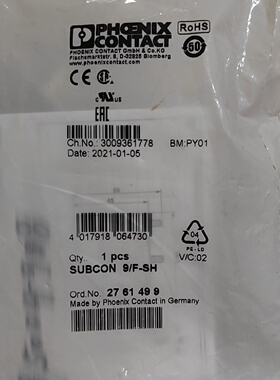 PHOENIX
CONTACT
RoHS
50
PHOENIX CONTACT GmbH & Co.KG
Flachsmarktstr. 8, D-32825 Blomberg
www.phoenixcontact.com
CE
EAC
Ch.No.: 3009361778 BM:PY01
Date: 2021-01-05
4 017918 064730
04
PE-LD
Qty.: 1 pcs V/C:02
SUBCON 9/F-SH
Ord.No.: 27 61 49 9
Made by Phoenix Contact in Germany